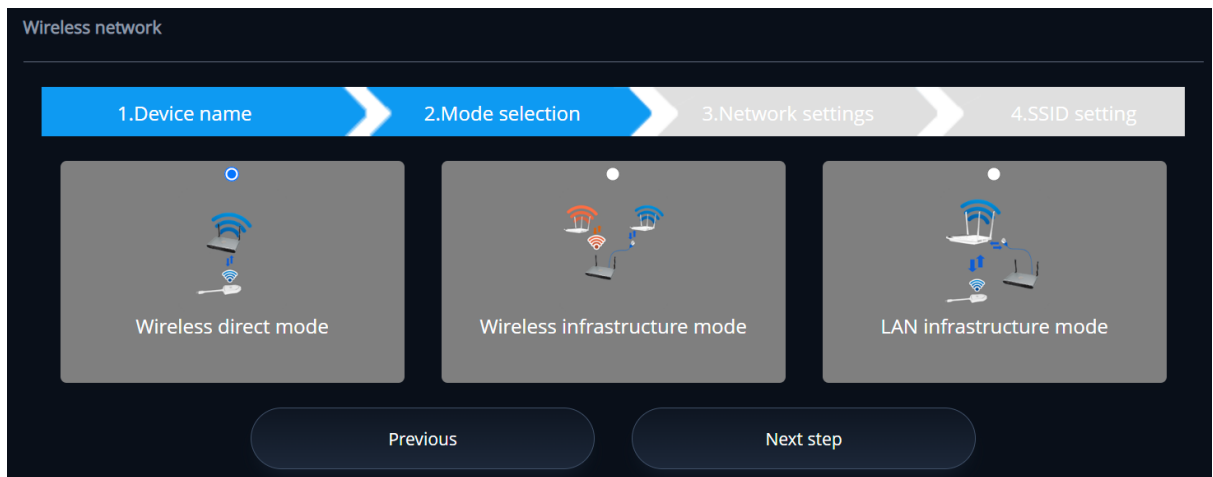 Wireless network
1.Device name
2.Mode selection
3.Network settings
4.SSID setting
Wireless direct mode
Wireless infrastructure mode
LAN infrastructure mode
Previous
Next step